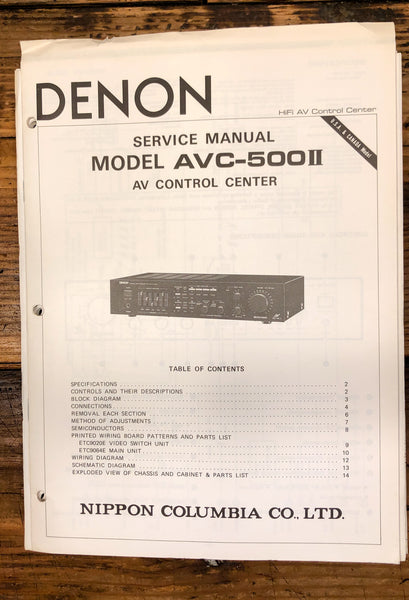 DENON
HiFi AV Control Center
U.S.A. & CANADA Model
SERVICE MANUAL
MODEL AVC-500II
AV CONTROL CENTER
DENON
TABLE OF CONTENTS
SPECIFICATIONS 2
CONTROLS AND THEIR DESCRIPTIONS 2
BLOCK DIAGRAM 3
CONNECTIONS 4
REMOVAL EACH SECTION 6
METHOD OF ADJUSTMENTS 7
SEMICONDUCTORS 8
PRINTED WIRING BOARD PATTERNS AND PARTS LIST
ETC9020E VIDEO SWITCH UNIT 9
ETC9084E MAIN UNIT 10
WIRING DIAGRAM 12
SCHEMATIC DIAGRAM 13
EXPLODED VIEW OF CHASSIS AND CABINET & PARTS LIST 14
NIPPON COLUMBIA CO., LTD.